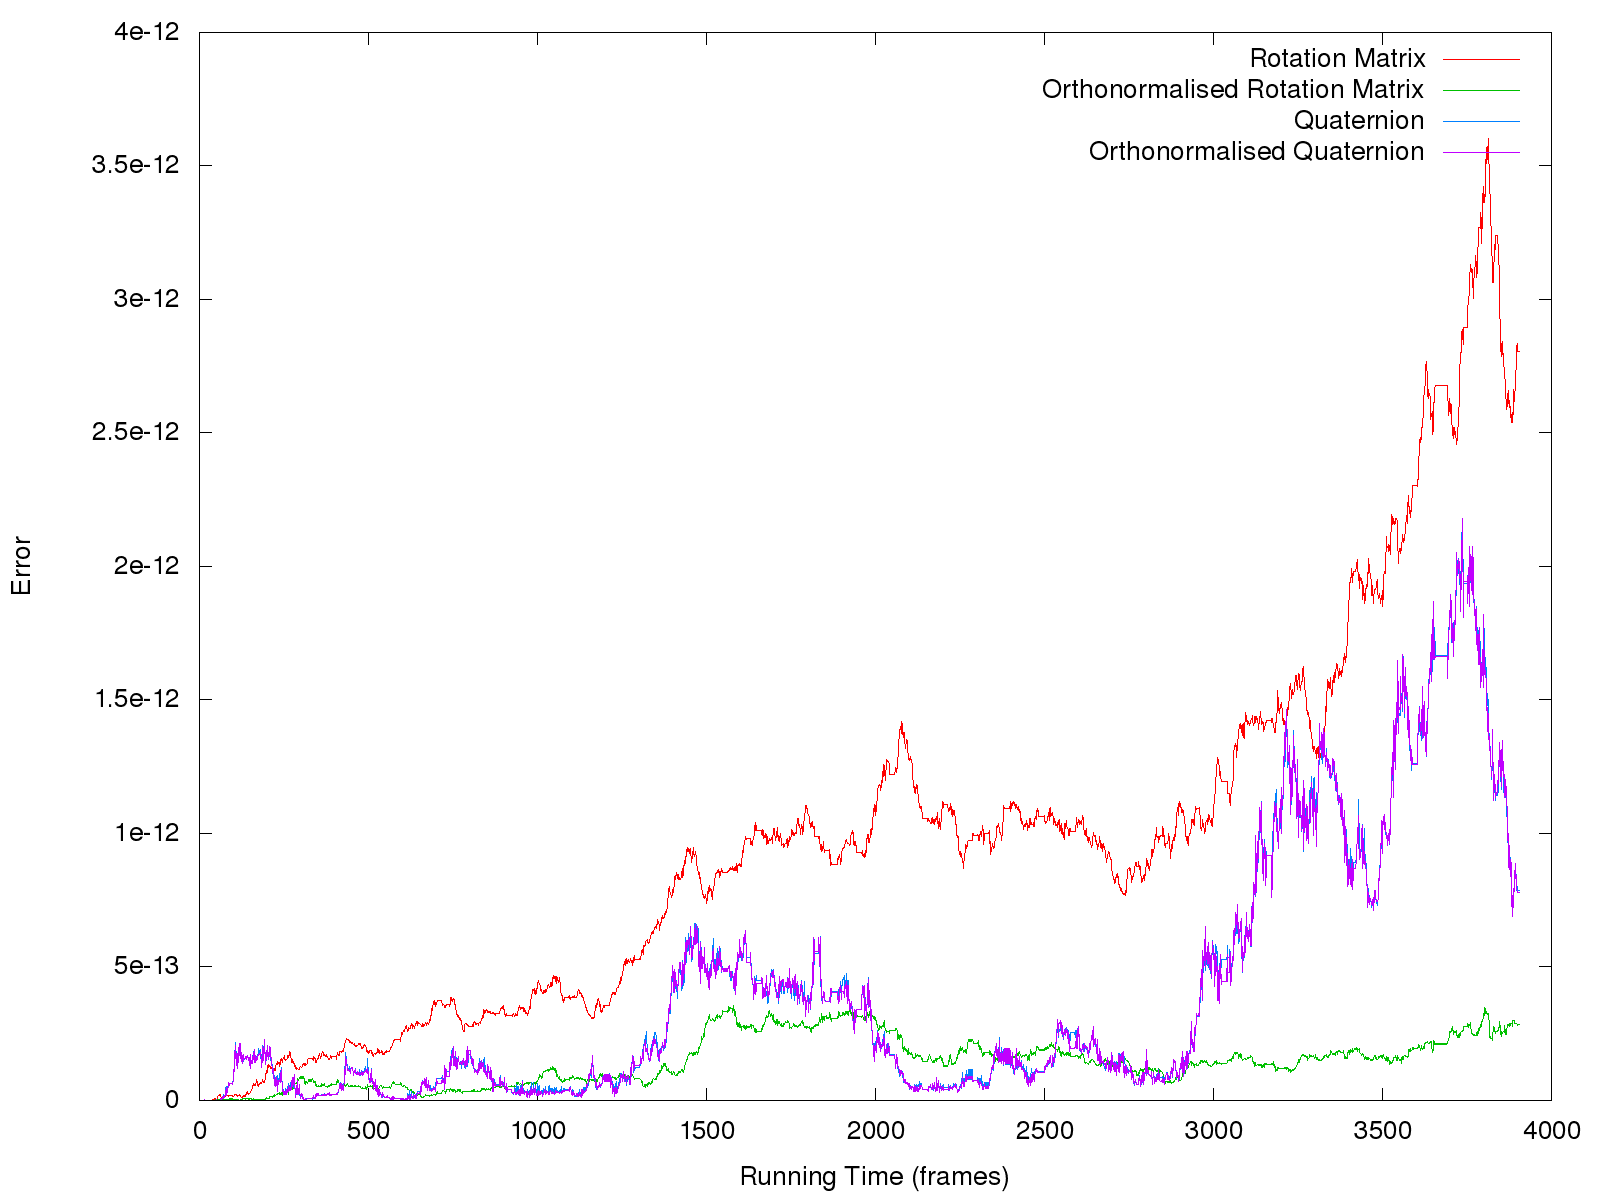 4e-12
3.5e-12
3e-12
2.5e-12
2e-12
1.5e-12
1e-12
5e-13
0
Error
Rotation Matrix
Orthonormalised Rotation Matrix
Quaternion
Orthonormalised Quaternion
0 500 1000 1500 2000 2500 3000 3500 4000
Running Time (frames)